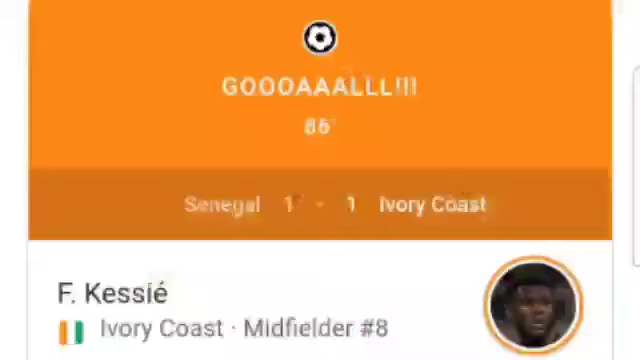 GOOOAAALLL!!!
86'
Senegal 1 - 1 Ivory Coast
F. Kessié
Ivory Coast · Midfielder #8